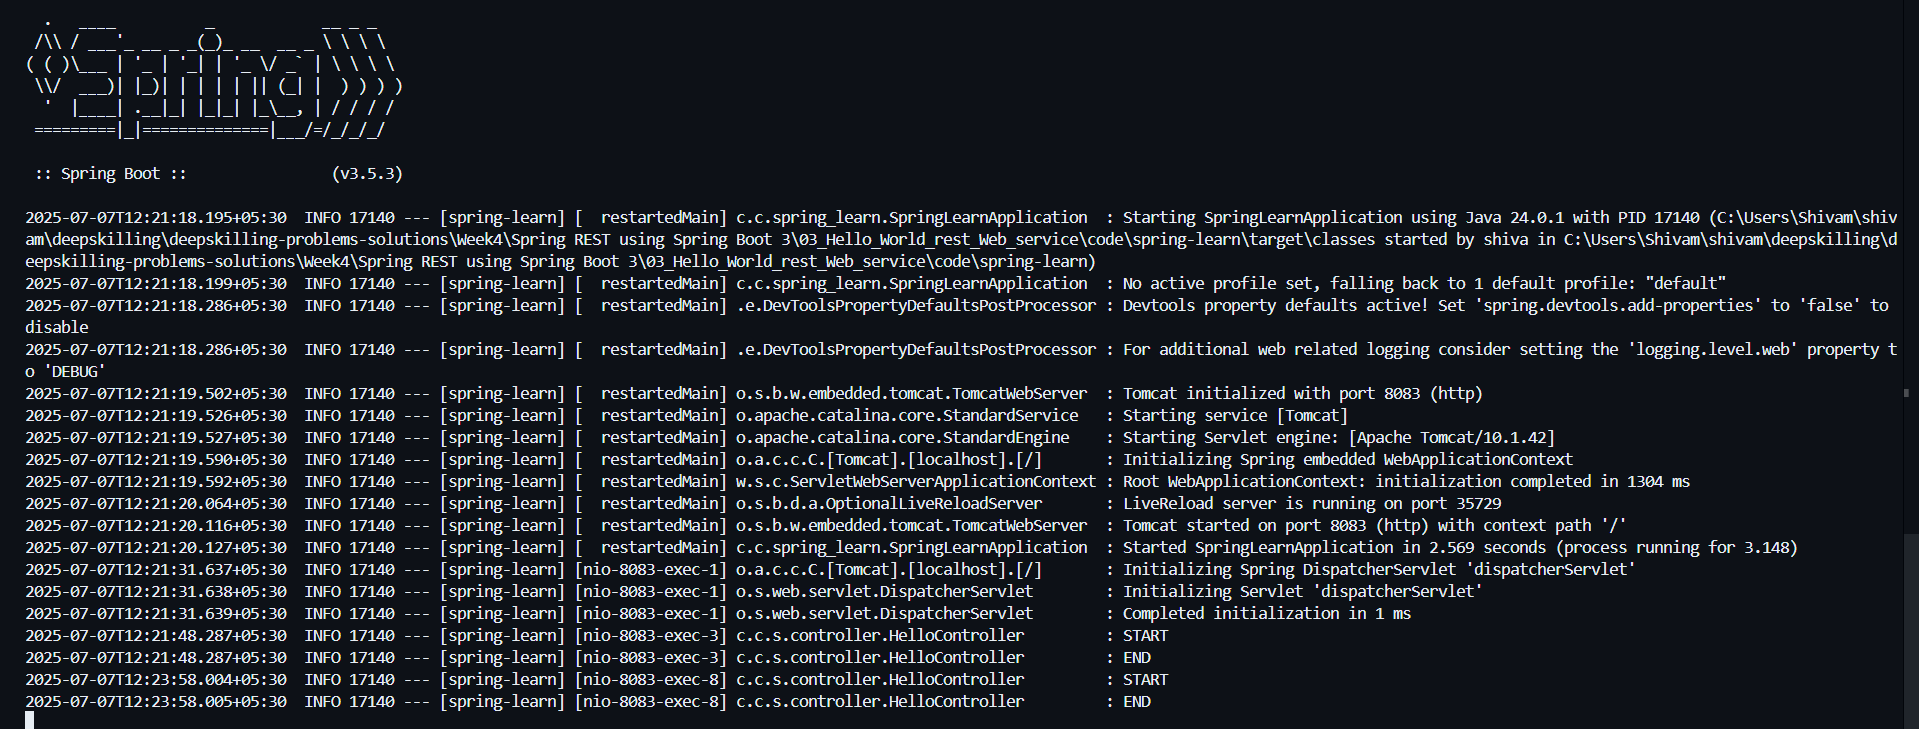 .   ____          _            __ _ _
 /\\ / ___'_ __ _ _(_)_ __  __ _ \ \ \ \
( ( )\___ | '_ | '_| | '_ \/ _` | \ \ \ \
 \\/  ___)| |_)| | | | | || (_| |  ) ) ) )
  '  |____| .__|_| |_|_| |_\__, | / / / /
 =========|_|==============|___/=/_/_/_/

 :: Spring Boot ::                (v3.5.3)

2025-07-07T12:21:18.195+05:30  INFO 17140 --- [spring-learn] [  restartedMain] c.c.spring_learn.SpringLearnApplication  : Starting SpringLearnApplication using Java 24.0.1 with PID 17140 (C:\Users\Shivam\shiv
am\deepskilling\deepskilling-problems-solutions\Week4\Spring REST using Spring Boot 3\03_Hello_World_rest_Web_service\code\spring-learn\target\classes started by shiva in C:\Users\Shivam\shivam\deepskilling\d
eepskilling-problems-solutions\Week4\Spring REST using Spring Boot 3\03_Hello_World_rest_Web_service\code\spring-learn)
2025-07-07T12:21:18.199+05:30  INFO 17140 --- [spring-learn] [  restartedMain] c.c.spring_learn.SpringLearnApplication  : No active profile set, falling back to 1 default profile: "default"
2025-07-07T12:21:18.286+05:30  INFO 17140 --- [spring-learn] [  restartedMain] .e.DevToolsPropertyDefaultsPostProcessor : Devtools property defaults active! Set 'spring.devtools.add-properties' to 'false' to
disable
2025-07-07T12:21:18.286+05:30  INFO 17140 --- [spring-learn] [  restartedMain] .e.DevToolsPropertyDefaultsPostProcessor : For additional web related logging consider setting the 'logging.level.web' property t
o 'DEBUG'
2025-07-07T12:21:19.502+05:30  INFO 17140 --- [spring-learn] [  restartedMain] o.s.b.w.embedded.tomcat.TomcatWebServer  : Tomcat initialized with port 8083 (http)
2025-07-07T12:21:19.526+05:30  INFO 17140 --- [spring-learn] [  restartedMain] o.apache.catalina.core.StandardService   : Starting service [Tomcat]
2025-07-07T12:21:19.527+05:30  INFO 17140 --- [spring-learn] [  restartedMain] o.apache.catalina.core.StandardEngine    : Starting Servlet engine: [Apache Tomcat/10.1.42]
2025-07-07T12:21:19.590+05:30  INFO 17140 --- [spring-learn] [  restartedMain] o.a.c.c.C.[Tomcat].[localhost].[/]       : Initializing Spring embedded WebApplicationContext
2025-07-07T12:21:19.592+05:30  INFO 17140 --- [spring-learn] [  restartedMain] w.s.c.ServletWebServerApplicationContext : Root WebApplicationContext: initialization completed in 1304 ms
2025-07-07T12:21:20.064+05:30  INFO 17140 --- [spring-learn] [  restartedMain] o.s.b.d.a.OptionalLiveReloadServer       : LiveReload server is running on port 35729
2025-07-07T12:21:20.116+05:30  INFO 17140 --- [spring-learn] [  restartedMain] o.s.b.w.embedded.tomcat.TomcatWebServer  : Tomcat started on port 8083 (http) with context path '/'
2025-07-07T12:21:20.127+05:30  INFO 17140 --- [spring-learn] [  restartedMain] c.c.spring_learn.SpringLearnApplication  : Started SpringLearnApplication in 2.569 seconds (process running for 3.148)
2025-07-07T12:21:31.637+05:30  INFO 17140 --- [spring-learn] [nio-8083-exec-1] o.a.c.c.C.[Tomcat].[localhost].[/]       : Initializing Spring DispatcherServlet 'dispatcherServlet'
2025-07-07T12:21:31.638+05:30  INFO 17140 --- [spring-learn] [nio-8083-exec-1] o.s.web.servlet.DispatcherServlet        : Initializing Servlet 'dispatcherServlet'
2025-07-07T12:21:31.639+05:30  INFO 17140 --- [spring-learn] [nio-8083-exec-1] o.s.web.servlet.DispatcherServlet        : Completed initialization in 1 ms
2025-07-07T12:21:48.287+05:30  INFO 17140 --- [spring-learn] [nio-8083-exec-3] c.c.s.controller.HelloController         : START
2025-07-07T12:21:48.287+05:30  INFO 17140 --- [spring-learn] [nio-8083-exec-3] c.c.s.controller.HelloController         : END
2025-07-07T12:23:58.004+05:30  INFO 17140 --- [spring-learn] [nio-8083-exec-8] c.c.s.controller.HelloController         : START
2025-07-07T12:23:58.005+05:30  INFO 17140 --- [spring-learn] [nio-8083-exec-8] c.c.s.controller.HelloController         : END